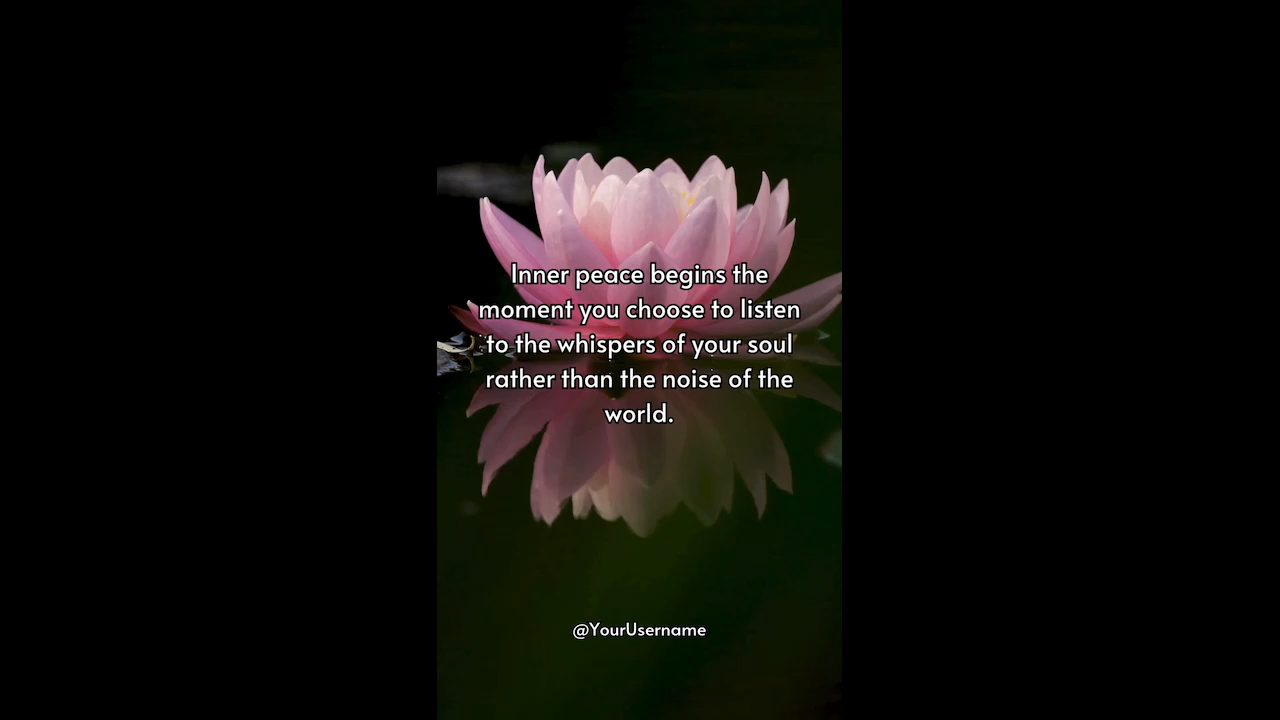 Inner peace begins the
moment you choose to listen
to the whispers of your soul
rather than the noise of the
world.
@YourUsername